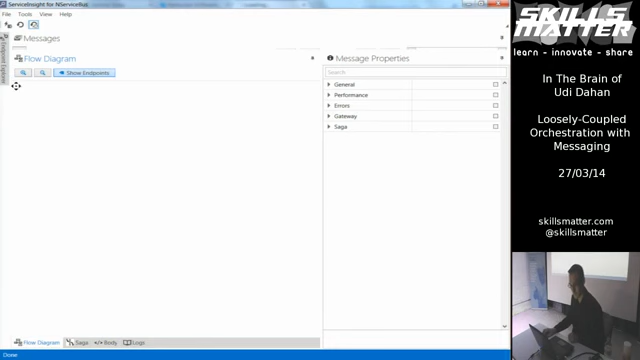 ServiceInsight for NServiceBus
File Tools View Help
Messages
Endpoint Explorer
Flow Diagram
Show Endpoints
Message Properties
Search
General
Performance
Errors
Gateway
Saga
Flow Diagram Saga </> Body Logs
Done
SKILLS
MATTER
learn - innovate - share
In The Brain of
Udi Dahan
Loosely-Coupled
Orchestration with
Messaging
27/03/14
skillsmatter.com
@skillsmatter